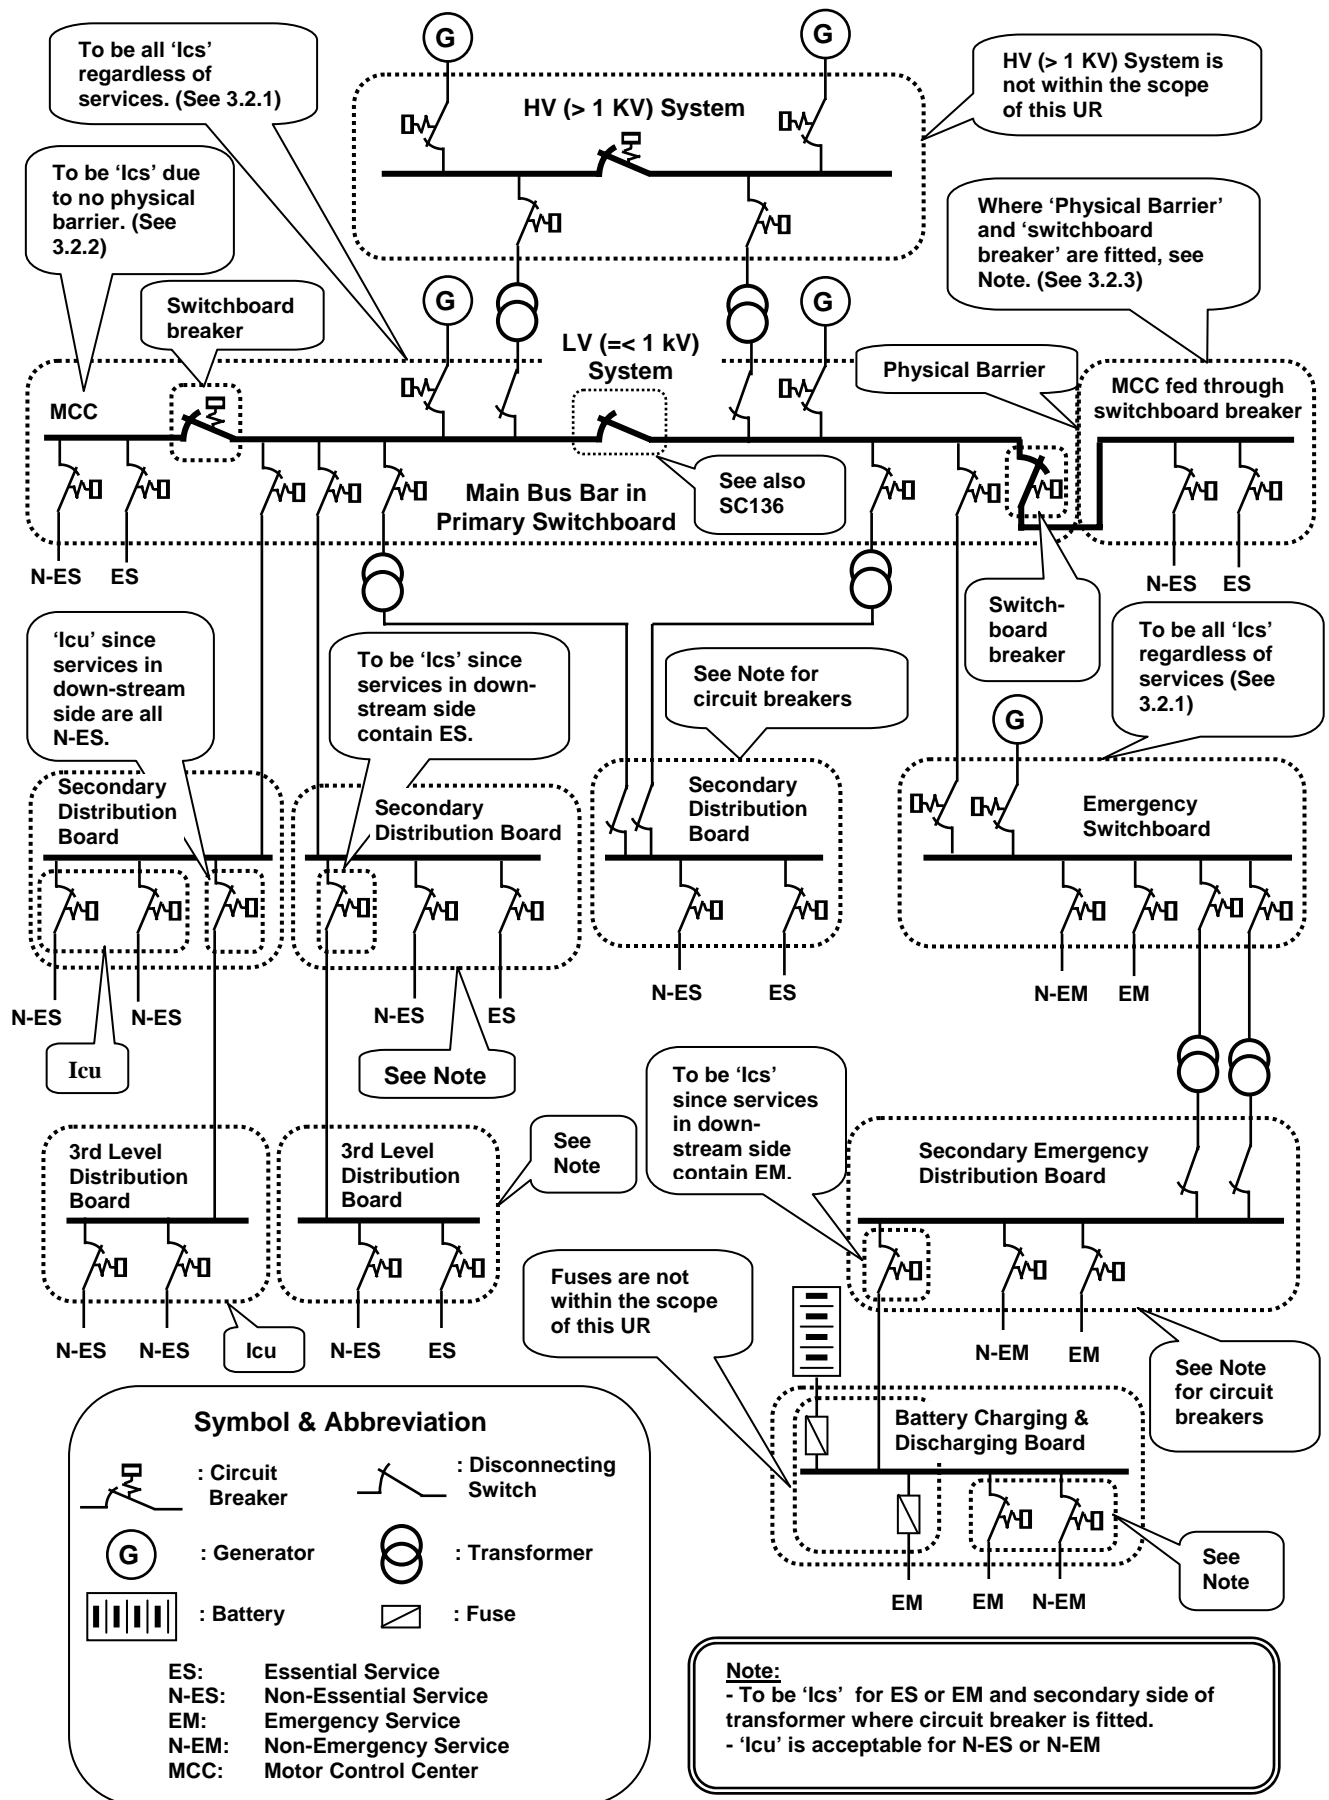 G
G
To be all 'Ics'
regardless of
services. (See 3.2.1)
HV (> 1 KV) System
HV (> 1 KV) System is
not within the scope
of this UR
To be 'Ics' due
to no physical
barrier. (See
3.2.2)
Where 'Physical Barrier'
and 'switchboard
breaker' are fitted, see
Note. (See 3.2.3)
Switchboard
breaker
G
G
LV (=< 1 kV)
System
Physical Barrier
MCC
MCC fed through
switchboard breaker
Main Bus Bar in
Primary Switchboard
See also
SC136
N-ES
ES
N-ES
ES
Switch-
board
breaker
'Icu' since
services in
down-stream
side are all
N-ES.
To be 'Ics' since
services in down-
stream side
contain ES.
See Note for
circuit breakers
To be all 'Ics'
regardless of
services (See
3.2.1)
G
Secondary
Distribution
Board
Secondary
Distribution Board
Secondary
Distribution
Board
Emergency
Switchboard
N-ES
N-ES
N-ES
ES
N-ES
ES
N-EM
EM
Icu
See Note
To be 'Ics'
since services
in down-
stream side
contain EM.
3rd Level
Distribution
Board
3rd Level
Distribution
Board
See
Note
Secondary Emergency
Distribution Board
Fuses are not
within the scope
of this UR
N-ES
N-ES
Icu
N-ES
ES
N-EM
EM
See Note
for circuit
breakers
Battery Charging &
Discharging Board
EM
EM
N-EM
See
Note
Symbol & Abbreviation
: Circuit
Breaker
: Disconnecting
Switch
G
: Generator
: Transformer
: Battery
: Fuse
ES: Essential Service
N-ES: Non-Essential Service
EM: Emergency Service
N-EM: Non-Emergency Service
MCC: Motor Control Center
Note:
- To be 'Ics' for ES or EM and secondary side of
transformer where circuit breaker is fitted.
- 'Icu' is acceptable for N-ES or N-EM